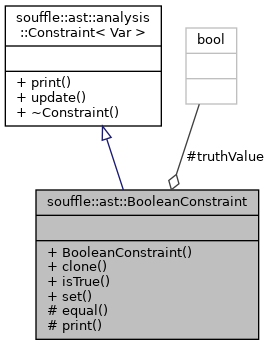 souffle::ast::analysis
::Constraint< Var >
+ print()
+ update()
+ ~Constraint()
bool
#truthValue
souffle::ast::BooleanConstraint
+ BooleanConstraint()
+ clone()
+ isTrue()
+ set()
# equal()
# print()